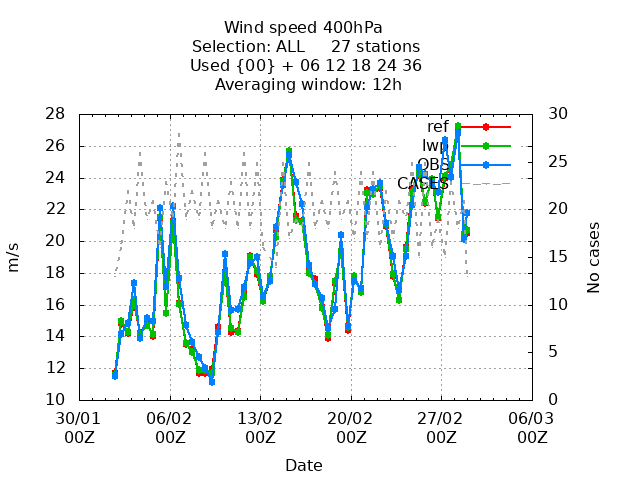 Wind speed 400hPa
Selection: ALL 27 stations
Used {00} + 06 12 18 24 36
Averaging window: 12h
28
26
24
22
20
18
16
14
12
10
30
25
20
15
10
5
0
m/s
No cases
ref
lwp
OBS
CASES
30/01 06/02 13/02 20/02 27/02 06/03
00Z 00Z 00Z 00Z 00Z 00Z
Date